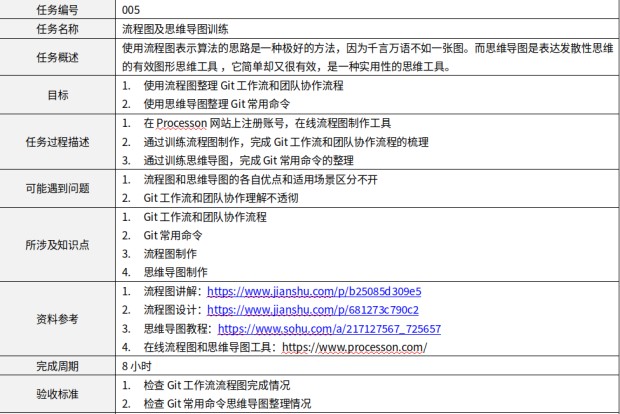 任务编号 005
任务名称 流程图及思维导图训练
任务概述 使用流程图表示算法的思路是一种极好的方法，因为千言万语不如一张图。而思维导图是表达发散性思维
的有效图形思维工具 ，它简单却又很有效，是一种实用性的思维工具。
目标 1. 使用流程图整理 Git 工作流和团队协作流程
2. 使用思维导图整理 Git 常用命令
任务过程描述 1. 在 Processon 网站上注册账号，在线流程图制作工具
2. 通过训练流程图制作，完成 Git 工作流和团队协作流程的梳理
3. 通过训练思维导图，完成 Git 常用命令的整理
可能遇到问题 1. 流程图和思维导图的各自优点和适用场景区分不开
2. Git 工作流和团队协作理解不透彻
所涉及知识点 1. Git 工作流和团队协作流程
2. Git 常用命令
3. 流程图制作
4. 思维导图制作
资料参考 1. 流程图讲解：https://www.jianshu.com/p/b25085d309e5
2. 流程图设计：https://www.jianshu.com/p/681273c790c2
3. 思维导图教程：https://www.sohu.com/a/217127567_725657
4. 在线流程图和思维导图工具：https://www.processon.com/
完成周期 8 小时
验收标准 1. 检查 Git 工作流流程图完成情况
2. 检查 Git 常用命令思维导图整理情况